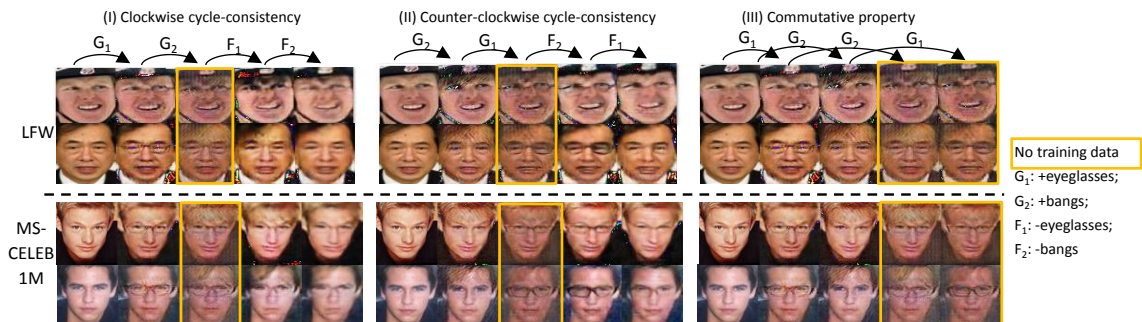 (I) Clockwise cycle-consistency
(II) Counter-clockwise cycle-consistency
(III) Commutative property
G₁ G₂ F₁ F₂
G₂ G₁ F₂ F₁
G₁ G₂ G₂ G₁
LFW
MS-
CELEB
1M
No training data
G₁: +eyeglasses;
G₂: +bangs;
F₁: -eyeglasses;
F₂: -bangs